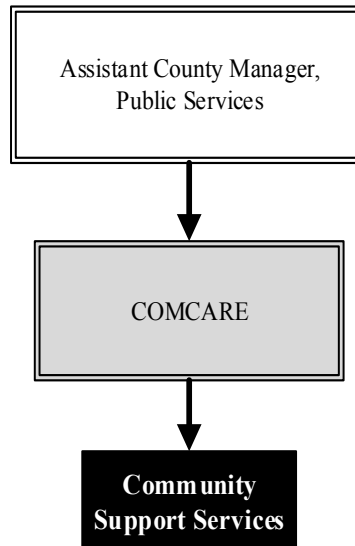 Assistant County Manager,
Public Services
COMCARE
Community
Support Services